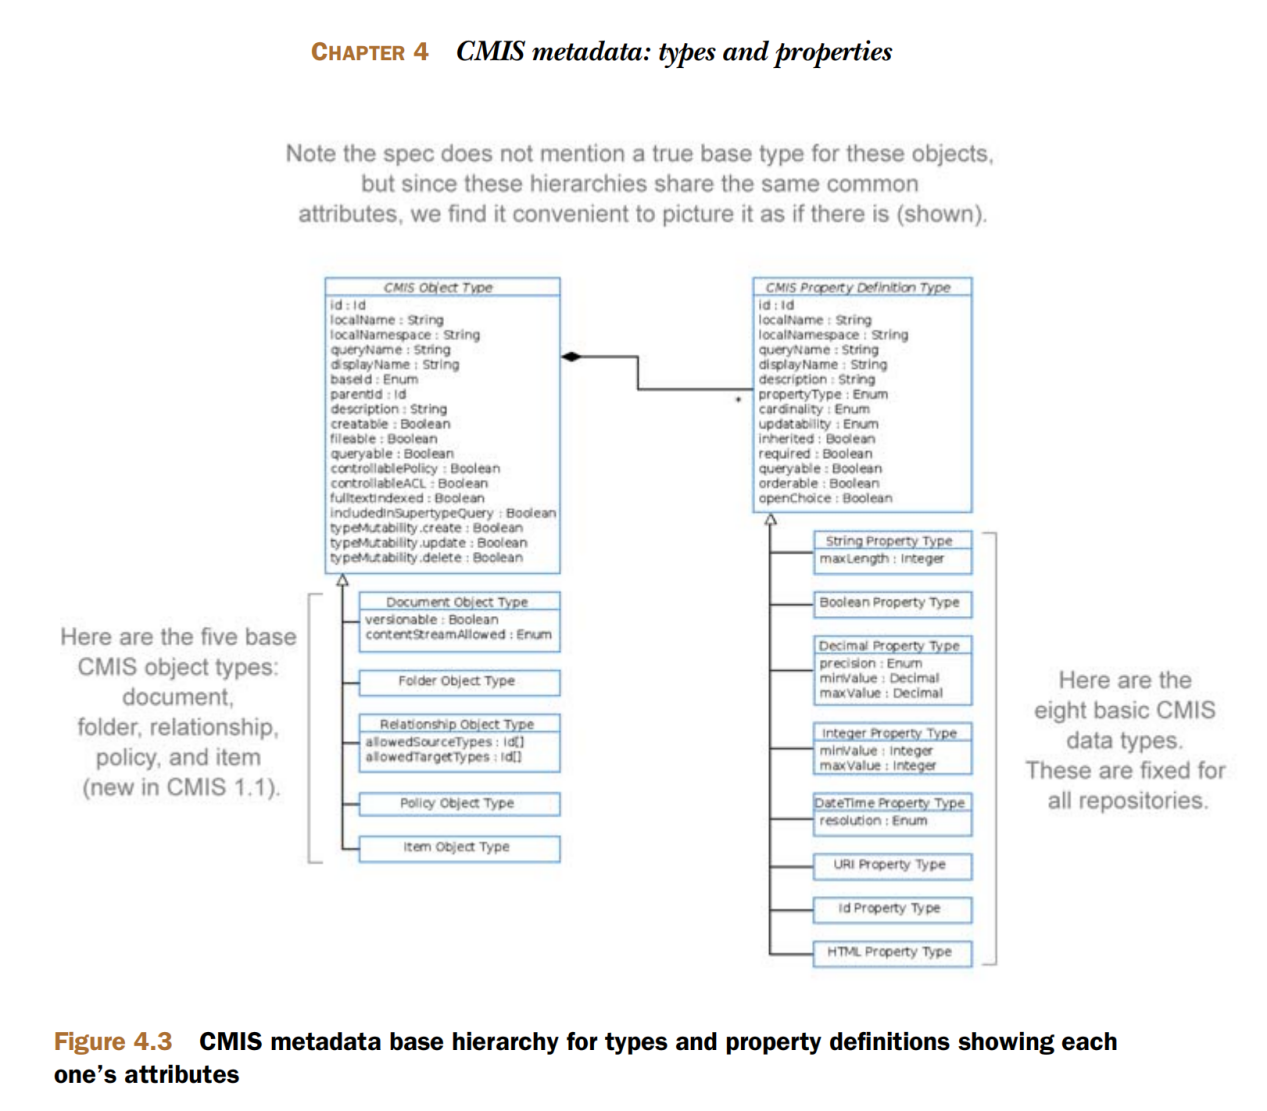 CHAPTER 4 CMIS metadata: types and properties
Note the spec does not mention a true base type for these objects,
but since these hierarchies share the same common
attributes, we find it convenient to picture it as if there is (shown).
CMIS Object Type
id : Id
localName : String
localNamespace : String
queryName : String
displayName : String
baseId : Enum
parentId : Id
description : String
creatable : Boolean
fileable : Boolean
queryable : Boolean
controllablePolicy : Boolean
controllableACL : Boolean
fulltextIndexed : Boolean
includedInSupertypeQuery : Boolean
typeMutability.create : Boolean
typeMutability.update : Boolean
typeMutability.delete : Boolean
*
CMIS Property Definition Type
id : Id
localName : String
localNamespace : String
queryName : String
displayName : String
description : String
propertyType : Enum
cardinality : Enum
updatability : Enum
inherited : Boolean
required : Boolean
queryable : Boolean
orderable : Boolean
openChoice : Boolean
Here are the five base
CMIS object types:
document,
folder, relationship,
policy, and item
(new in CMIS 1.1).
Document Object Type
versionable : Boolean
contentStreamAllowed : Enum
Folder Object Type
Relationship Object Type
allowedSourceTypes : Id[]
allowedTargetTypes : Id[]
Policy Object Type
Item Object Type
String Property Type
maxLength : Integer
Boolean Property Type
Decimal Property Type
precision : Enum
minValue : Decimal
maxValue : Decimal
Integer Property Type
minValue : Integer
maxValue : Integer
DateTime Property Type
resolution : Enum
URI Property Type
Id Property Type
HTML Property Type
Here are the
eight basic CMIS
data types.
These are fixed for
all repositories.
Figure 4.3 CMIS metadata base hierarchy for types and property definitions showing each
one's attributes